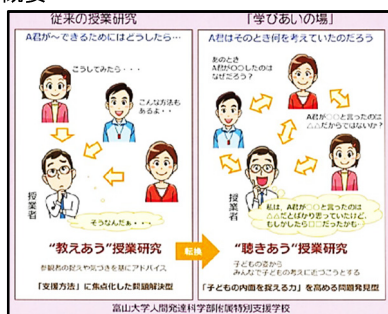 概要
従来の授業研究
A君が～できるためにはどうしたら…
こうしてみたら・・・
こんな方法も
あるよ・・
授業者
そうなんだぁ・・・
“教えあう”授業研究
参観者の捉えや気づきを基にアドバイス
「支援方法」に焦点化した問題解決型
転換
「学びあいの場」
A君はそのとき何を考えていたのだろう
あのとき
A君が○○したのは
なぜだろう？
A君が○○と言ったのは
△△だからではないか？
授業者
私は、A君が○○と言ったのは
△△だとばかり思っていたけど、
もしかしたら□□だったかも…
“聴きあう”授業研究
子どもの姿から
みんなで子どもの考えに近づこうとする
「子どもの内面を捉える力」を高める問題発見型
富山大学人間発達科学部附属特別支援学校